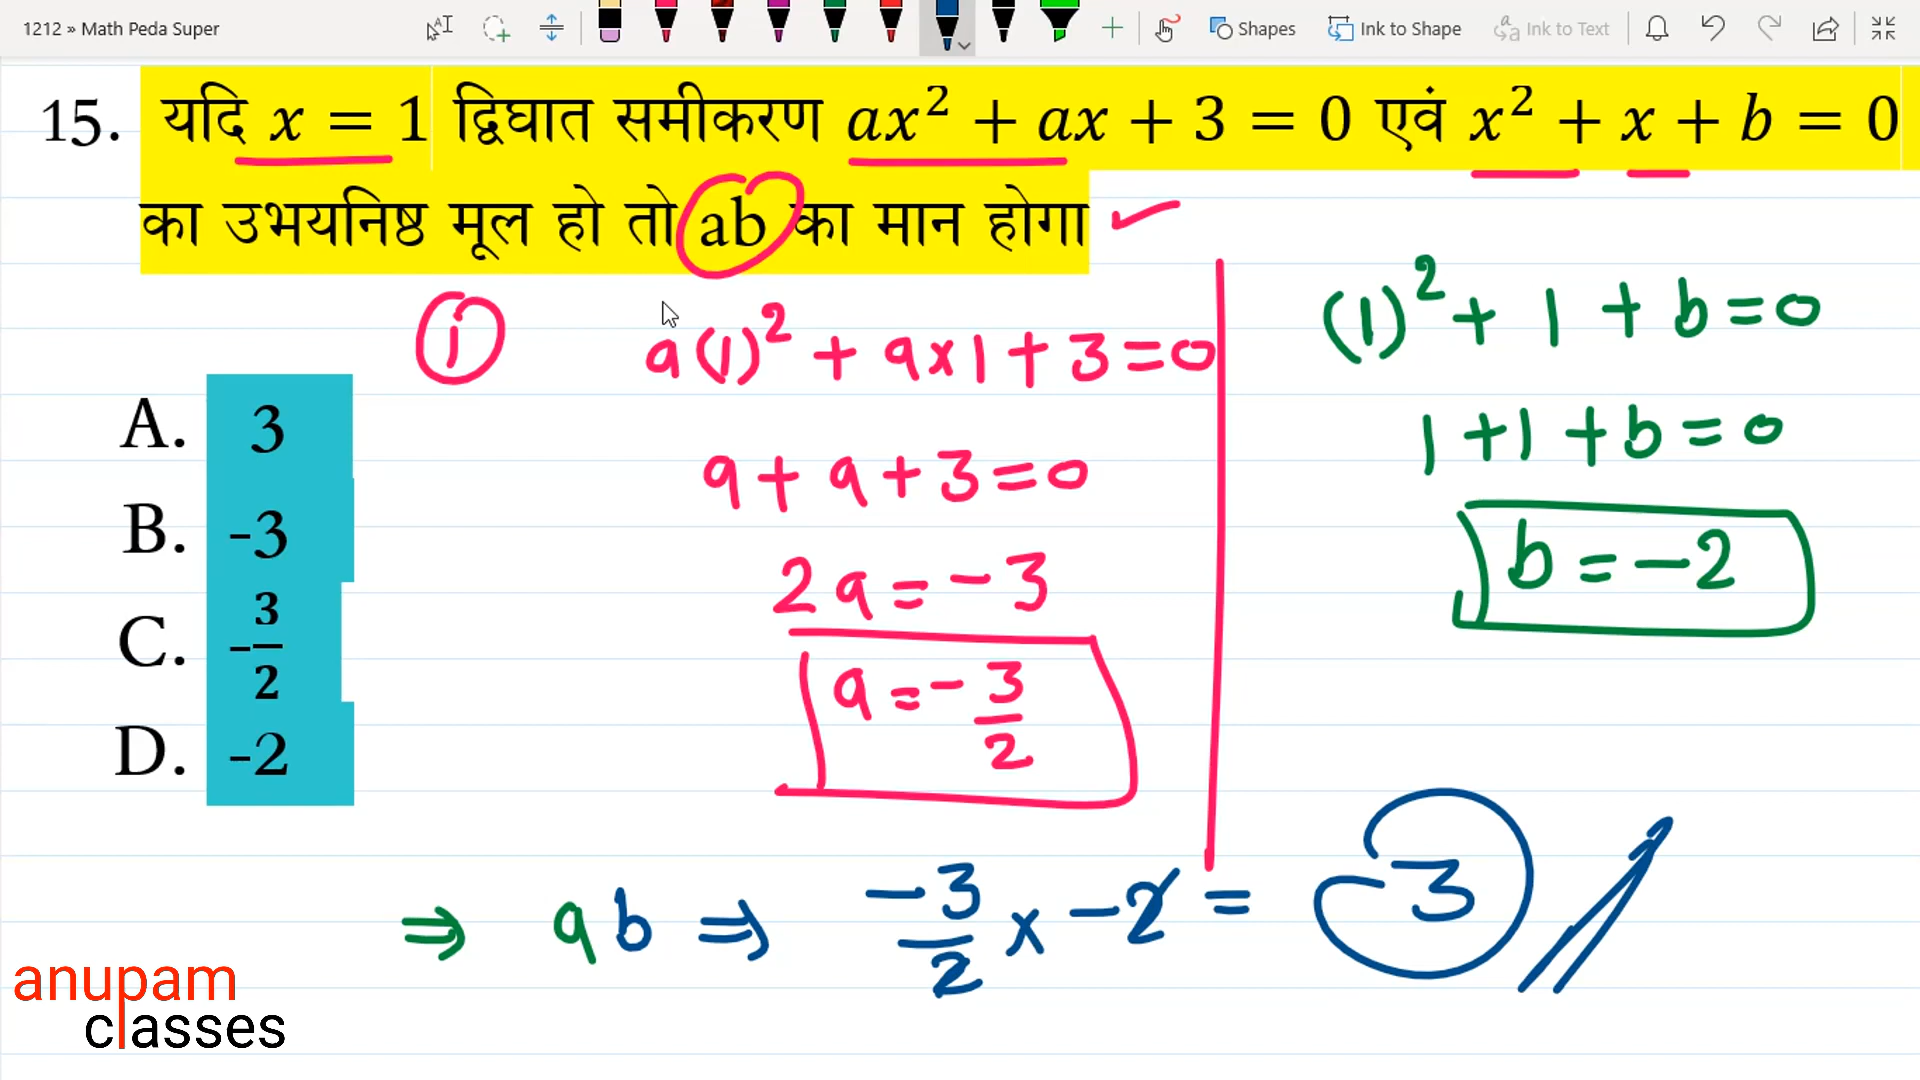 1212 » Math Peda Super
Shapes
Ink to Shape
Ink to Text
15. यदि x = 1 द्विघात समीकरण ax² + ax + 3 = 0 एवं x² + x + b = 0
का उभयनिष्ठ मूल हो तो ab का मान होगा
A. 3
B. -3
C. -3/2
D. -2
1
a(1)² + a×1+3=0
a+a+3=0
2a=-3
a=-3/2
(1)²+1+b=0
1+1+b=0
b=-2
⇒ ab ⇒ -3/2 × -2 = -3
anupam
classes